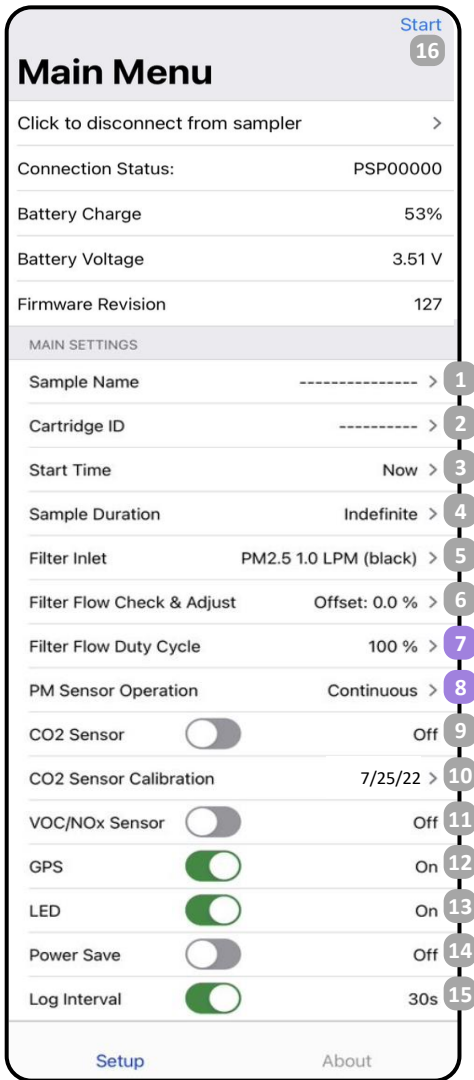 Start
16
Main Menu
Click to disconnect from sampler >
Connection Status: PSP00000
Battery Charge 53%
Battery Voltage 3.51 V
Firmware Revision 127
MAIN SETTINGS
Sample Name --------------- > 1
Cartridge ID ---------- > 2
Start Time Now > 3
Sample Duration Indefinite > 4
Filter Inlet PM2.5 1.0 LPM (black) > 5
Filter Flow Check & Adjust Offset: 0.0 % > 6
Filter Flow Duty Cycle 100 % > 7
PM Sensor Operation Continuous > 8
CO2 Sensor Off 9
CO2 Sensor Calibration 7/25/22 > 10
VOC/NOx Sensor Off 11
GPS On 12
LED On 13
Power Save Off 14
Log Interval 30s 15
Setup About